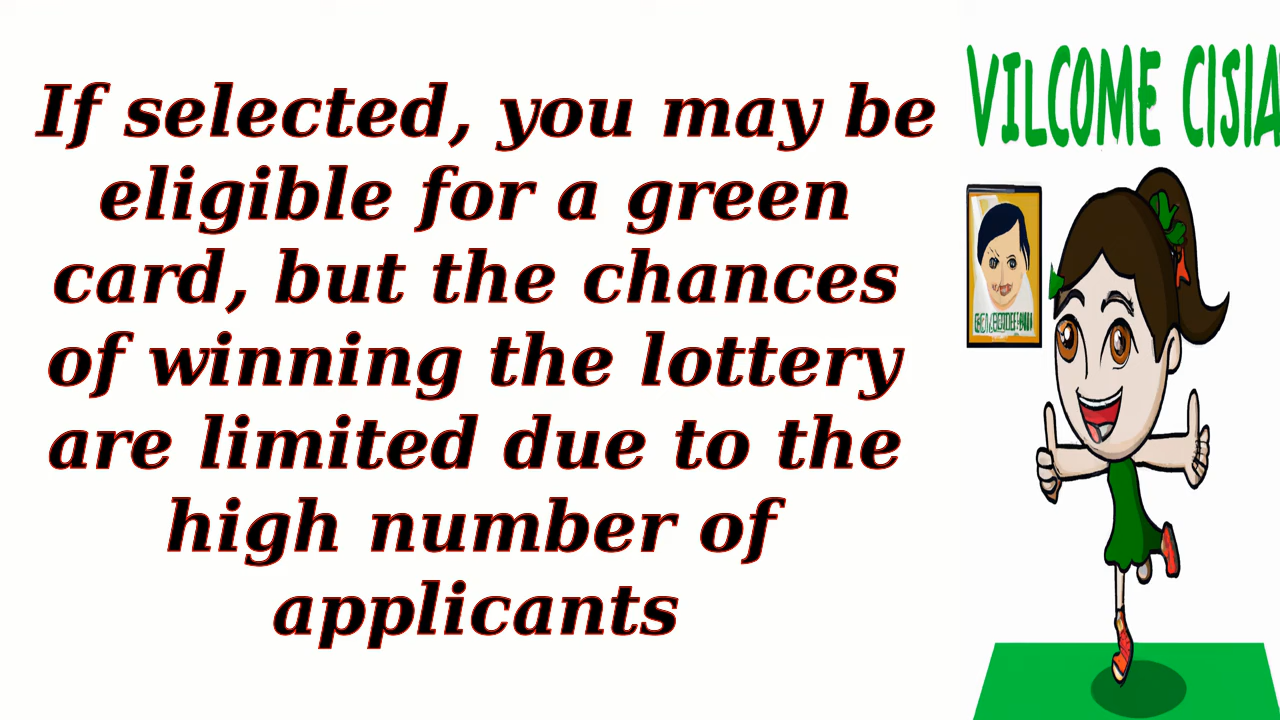 If selected, you may be
eligible for a green
card, but the chances
of winning the lottery
are limited due to the
high number of
applicants
VILCOME CISIA